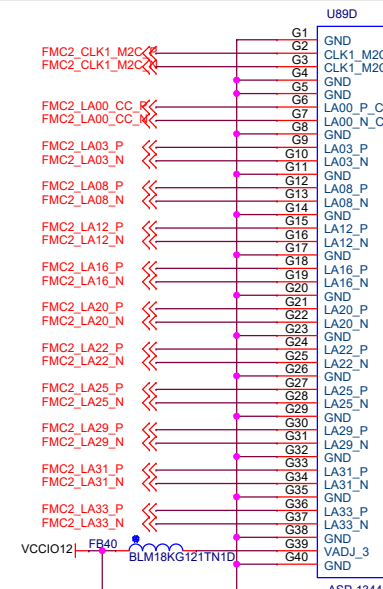 U89D
G1 GND
FMC2_CLK1_M2C_P G2 CLK1_M2C
FMC2_CLK1_M2C_N G3 CLK1_M2C
G4 GND
G5 GND
FMC2_LA00_CC_P G6 LA00_P_C
FMC2_LA00_CC_N G7 LA00_N_C
G8 GND
FMC2_LA03_P G9 LA03_P
FMC2_LA03_N G10 LA03_N
G11 GND
FMC2_LA08_P G12 LA08_P
FMC2_LA08_N G13 LA08_N
G14 GND
FMC2_LA12_P G15 LA12_P
FMC2_LA12_N G16 LA12_N
G17 GND
FMC2_LA16_P G18 LA16_P
FMC2_LA16_N G19 LA16_N
G20 GND
FMC2_LA20_P G21 LA20_P
FMC2_LA20_N G22 LA20_N
G23 GND
FMC2_LA22_P G24 LA22_P
FMC2_LA22_N G25 LA22_N
G26 GND
FMC2_LA25_P G27 LA25_P
FMC2_LA25_N G28 LA25_N
G29 GND
FMC2_LA29_P G30 LA29_P
FMC2_LA29_N G31 LA29_N
G32 GND
FMC2_LA31_P G33 LA31_P
FMC2_LA31_N G34 LA31_N
G35 GND
FMC2_LA33_P G36 LA33_P
FMC2_LA33_N G37 LA33_N
G38 GND
VCCIO12 FB40 G39 VADJ_3
BLM18KG121TN1D G40 GND